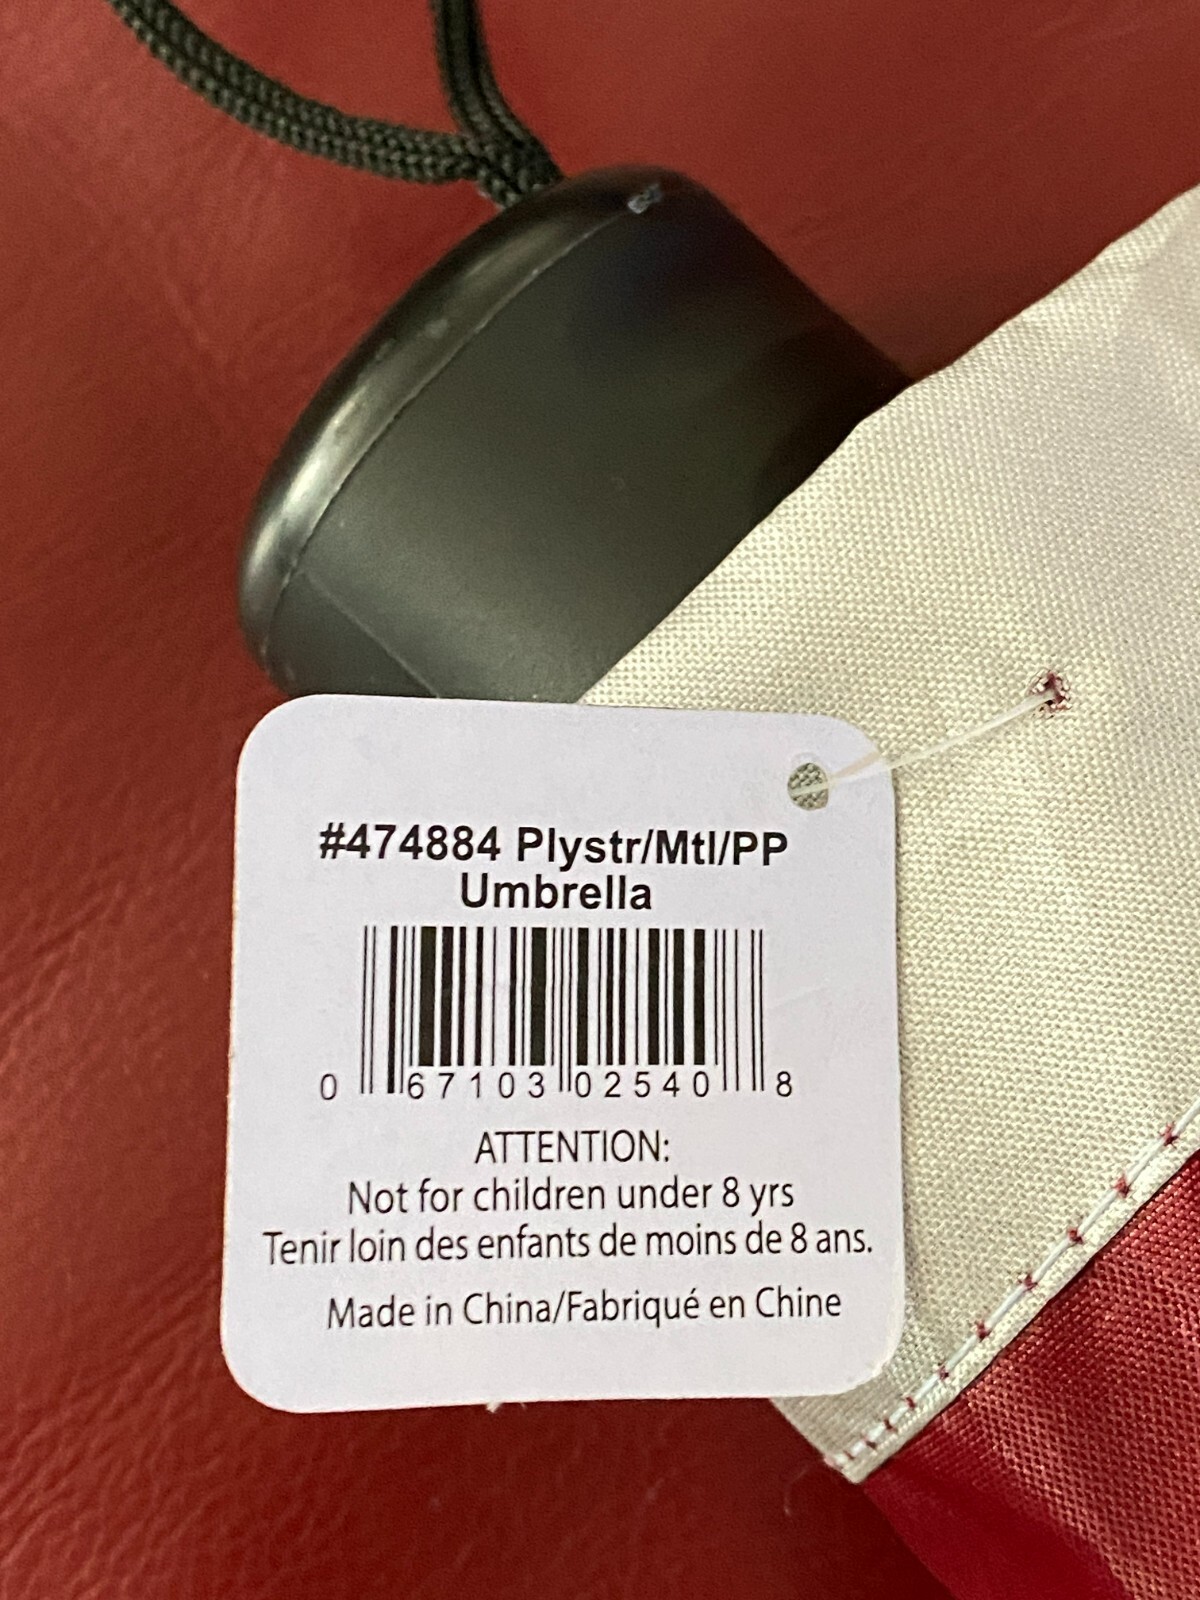 #474884 Plystr/Mtl/PP
Umbrella
0 67103 02540 8
ATTENTION:
Not for children under 8 yrs
Tenir loin des enfants de moins de 8 ans.
Made in China/Fabriqué en Chine